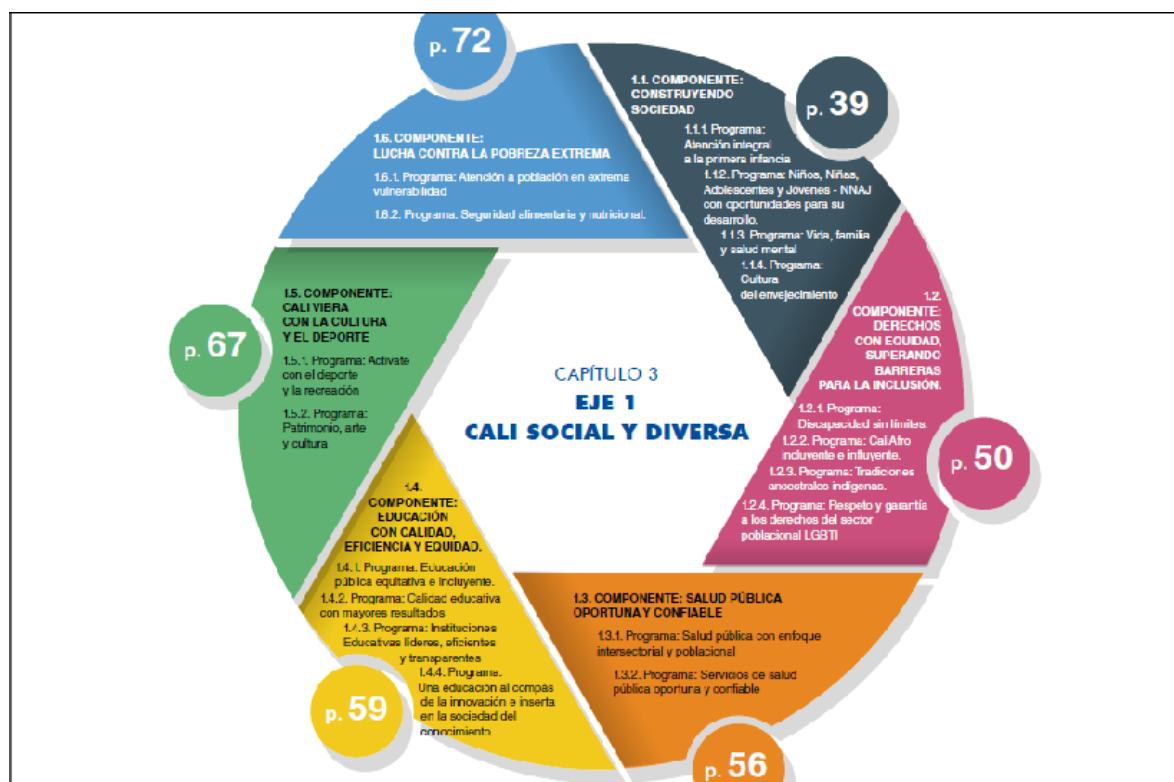 CAPÍTULO 3
EJE 1
CALI SOCIAL Y DIVERSA
1.1. COMPONENTE:
CONSTRUYENDO
SOCIEDAD
1.1.1 Programa:
Atención integral
a la primera infancia
1.1.2. Programa: Niños, Niñas,
Adolescentes y Jóvenes - NNAJ
con oportunidades para su
desarrollo.
1.1.3. Programa: Vida, familia
y salud mental
1.1.4. Programa:
Cultura
del envejecimiento
p. 39
1.2.
COMPONENTE:
DERECHOS
CON EQUIDAD,
SUPERANDO
BARRERAS
PARA LA INCLUSIÓN.
1.2.1. Programa:
Discapacidad sin límites.
1.2.2. Programa: CaliAfro
incluyente e influyente.
1.2.3. Programa: Tradiciones
ancestrales indígenas.
1.2.4. Programa: Respeto y garantía
a los derechos del sector
poblacional LGBTI
p. 50
1.3. COMPONENTE: SALUD PÚBLICA
OPORTUNA Y CONFIABLE
1.3.1. Programa: Salud pública con enfoque
intersectorial y poblacional
1.3.2. Programa: Servicios de salud
pública oportuna y confiable
p. 56
1.4.
COMPONENTE:
EDUCACIÓN
CON CALIDAD,
EFICIENCIA Y EQUIDAD.
1.4.1. Programa: Educación
pública equitativa e incluyente.
1.4.2. Programa: Calidad educativa
con mayores resultados
1.4.3. Programa: Instituciones
Educativas líderes, eficientes
y transparentes
1.4.4. Programa:
Una educación al compás
de la innovación e inserta
en la sociedad del
conocimiento
p. 59
1.5. COMPONENTE:
CALI VIBRA
CON LA CULTURA
Y EL DEPORTE
1.5.1. Programa: Actívate
con el deporte
y la recreación
1.5.2. Programa:
Patrimonio, arte
y cultura
p. 67
1.6. COMPONENTE:
LUCHA CONTRA LA POBREZA EXTREMA
1.6.1. Programa: Atención a población en extrema
vulnerabilidad
1.6.2. Programa: Seguridad alimentaria y nutricional.
p. 72